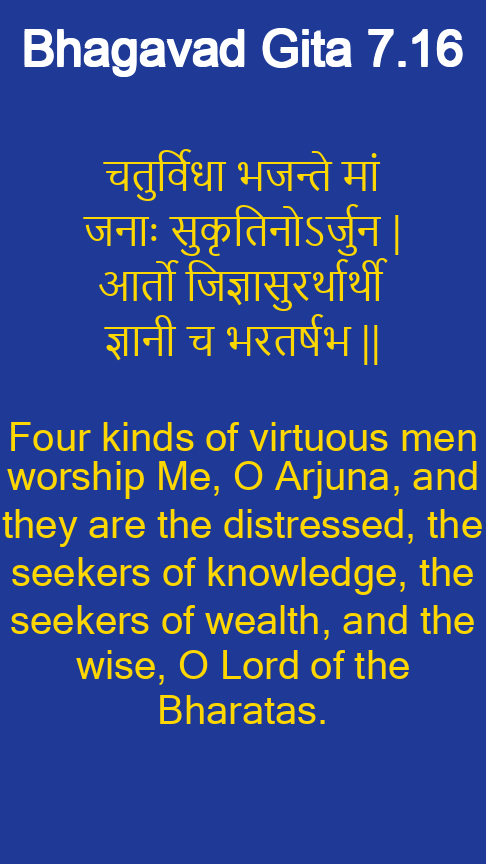 Bhagavad Gita 7.16
चतुर्विधा भजन्ते मां
जनाः सुकृतिनोऽर्जुन |
आर्तो जिज्ञासुरर्थार्थी
ज्ञानी च भरतर्षभ ||
Four kinds of virtuous men
worship Me, O Arjuna, and
they are the distressed, the
seekers of knowledge, the
seekers of wealth, and the
wise, O Lord of the
Bharatas.